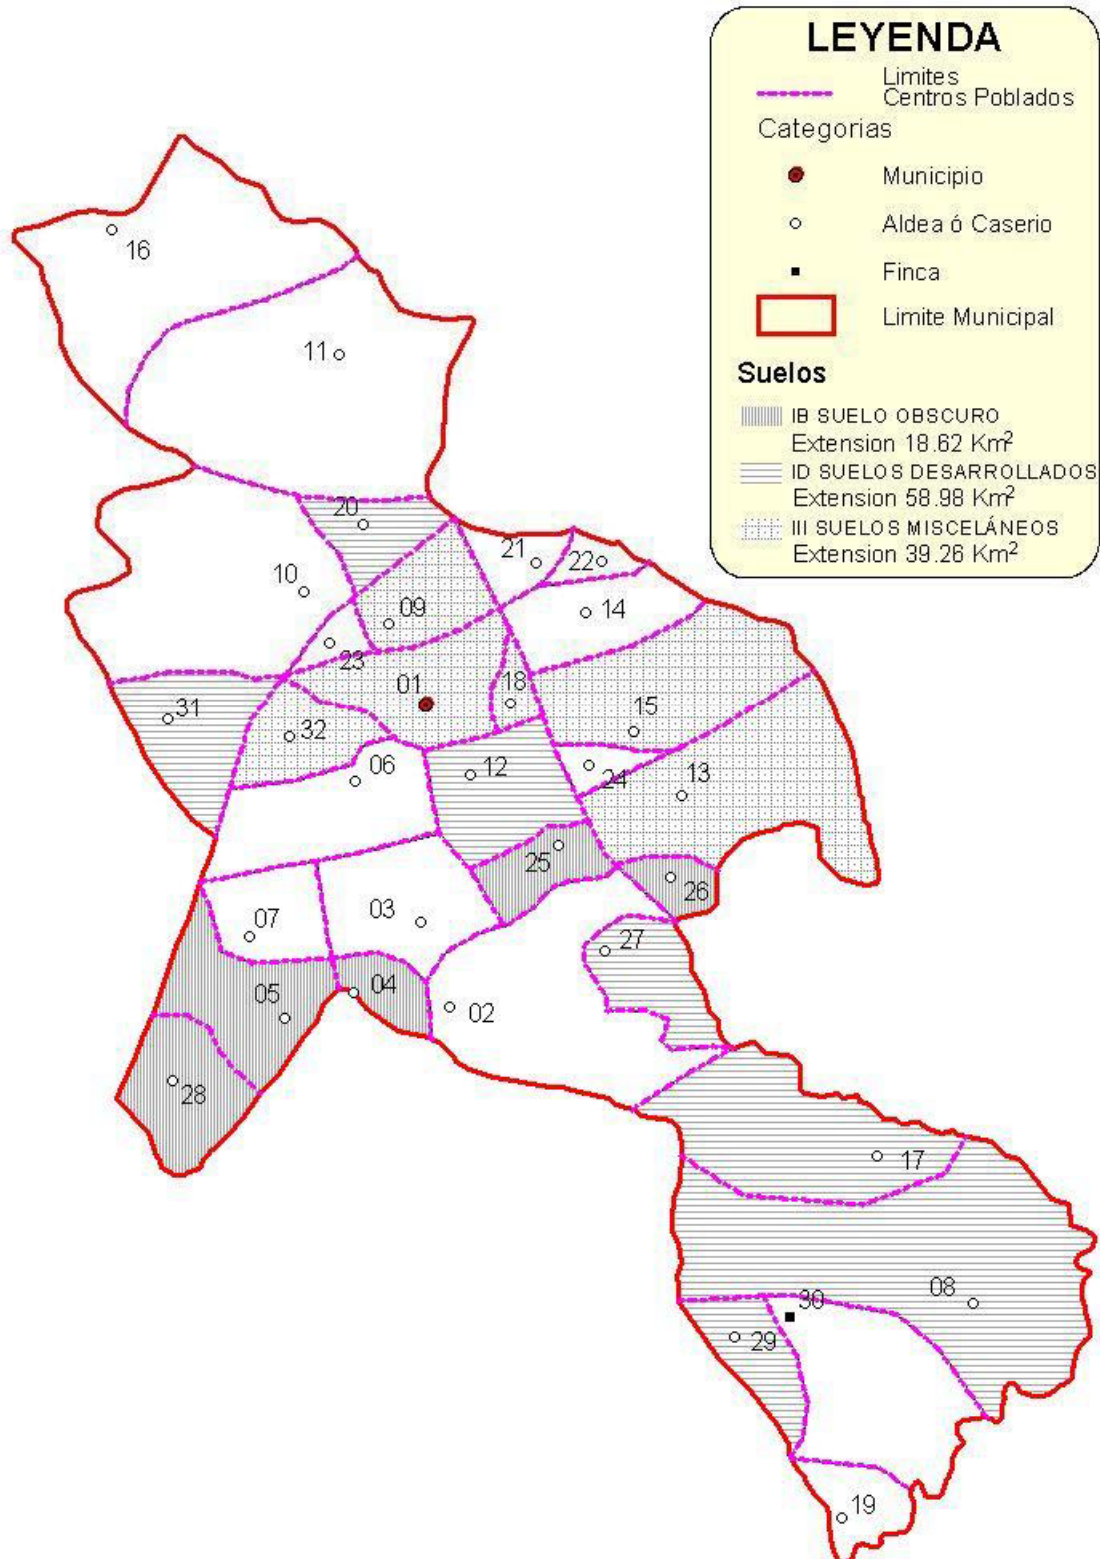 LEYENDA
Limites
Centros Poblados
Categorias
Municipio
Aldea ó Caserio
Finca
Limite Municipal
Suelos
IB SUELO OBSCURO
Extension 18.62 Km²
ID SUELOS DESARROLLADOS
Extension 58.98 Km²
III SUELOS MISCELÁNEOS
Extension 39.26 Km²
16
11
20
21
22
10
09
14
23
01
18
31
32
15
06
12
24
13
25
26
07
03
27
04
05
02
28
17
08
30
29
19